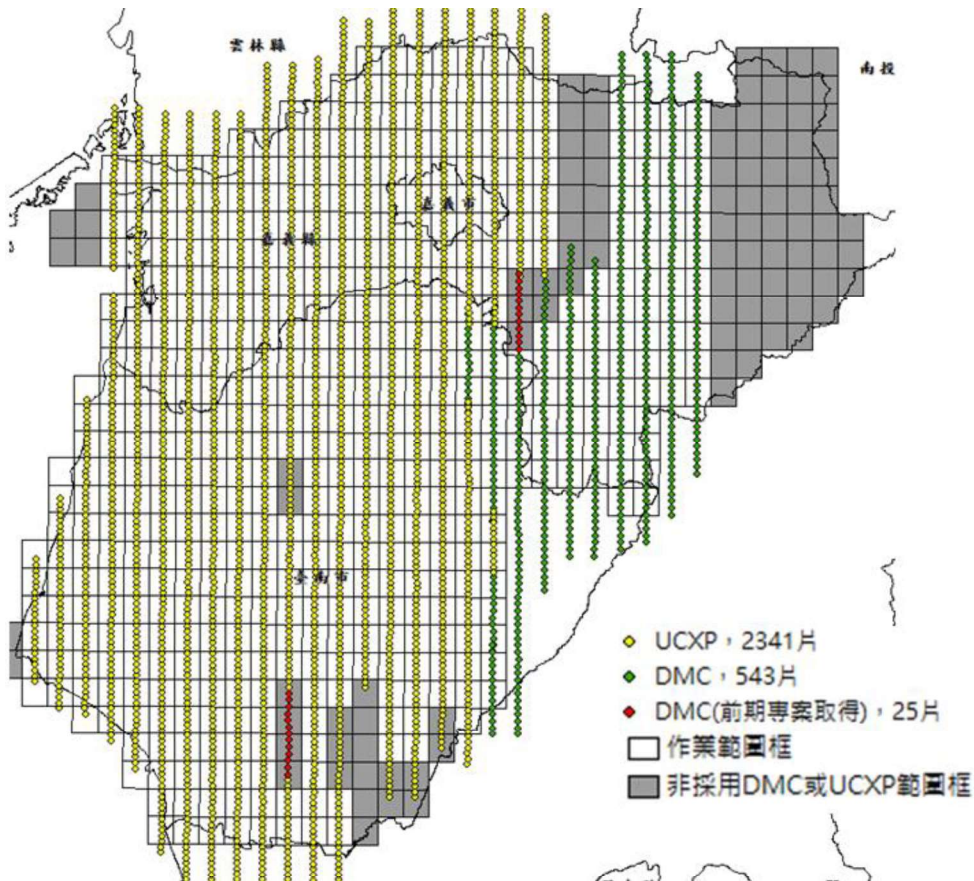 雲林縣
南投
嘉義市
嘉義縣
臺南市
UCXP，2341片
DMC，543片
DMC(前期專案取得)，25片
作業範圍框
非採用DMC或UCXP範圍框